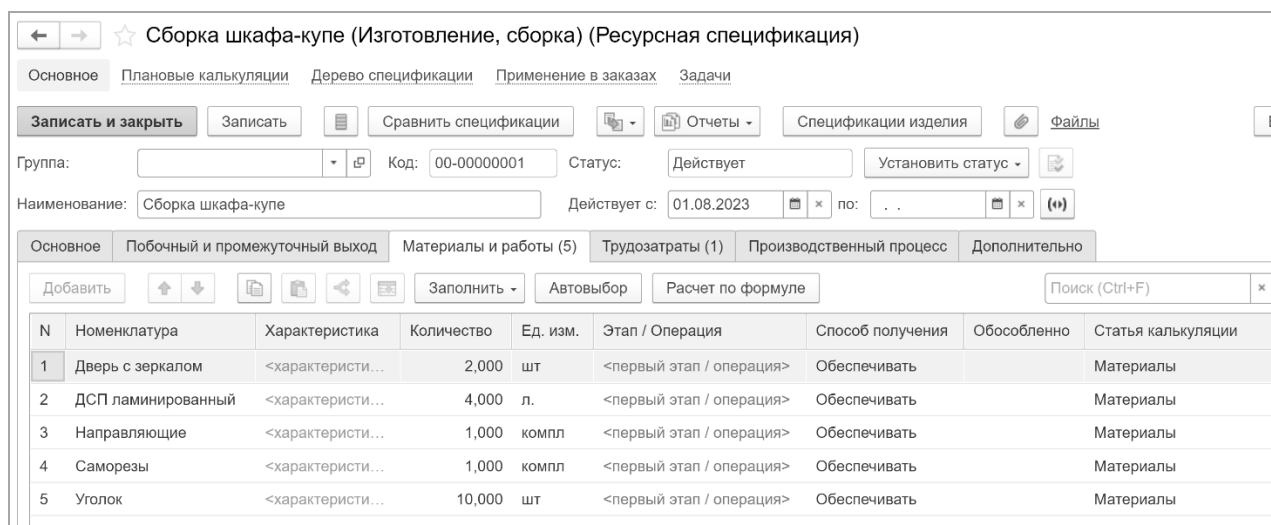 Сборка шкафа-купе (Изготовление, сборка) (Ресурсная спецификация)
Основное Плановые калькуляции Дерево спецификации Применение в заказах Задачи
Записать и закрыть Записать Сравнить спецификации Отчеты Спецификации изделия Файлы
Группа: Код: 00-00000001 Статус: Действует Установить статус
Наименование: Сборка шкафа-купе Действует с: 01.08.2023 по: . .
Основное Побочный и промежуточный выход Материалы и работы (5) Трудозатраты (1) Производственный процесс Дополнительно
Добавить Заполнить Автовыбор Расчет по формуле Поиск (Ctrl+F)
N Номенклатура Характеристика Количество Ед. изм. Этап / Операция Способ получения Обособленно Статья калькуляции
1 Дверь с зеркалом <характеристи... 2,000 шт <первый этап / операция> Обеспечивать Материалы
2 ДСП ламинированный <характеристи... 4,000 л. <первый этап / операция> Обеспечивать Материалы
3 Направляющие <характеристи... 1,000 компл <первый этап / операция> Обеспечивать Материалы
4 Саморезы <характеристи... 1,000 компл <первый этап / операция> Обеспечивать Материалы
5 Уголок <характеристи... 10,000 шт <первый этап / операция> Обеспечивать Материалы